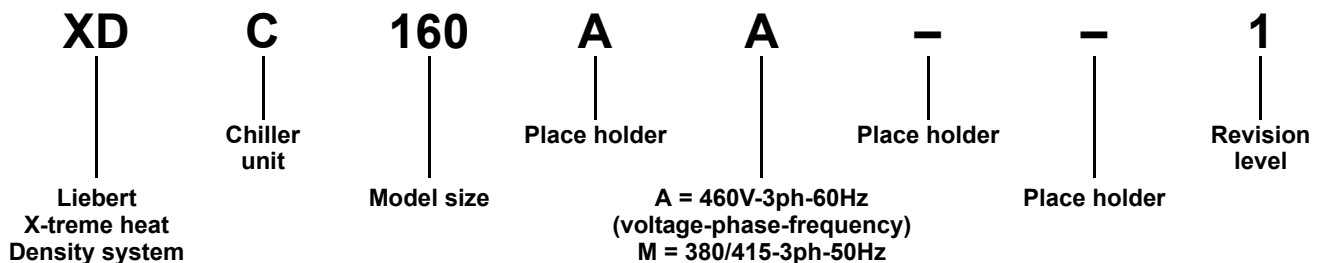 XD C 160 A A – – 1
Chiller
unit
Place holder
Place holder
Revision
level
Liebert
X-treme heat
Density system
Model size
A = 460V-3ph-60Hz
(voltage-phase-frequency)
M = 380/415-3ph-50Hz
Place holder